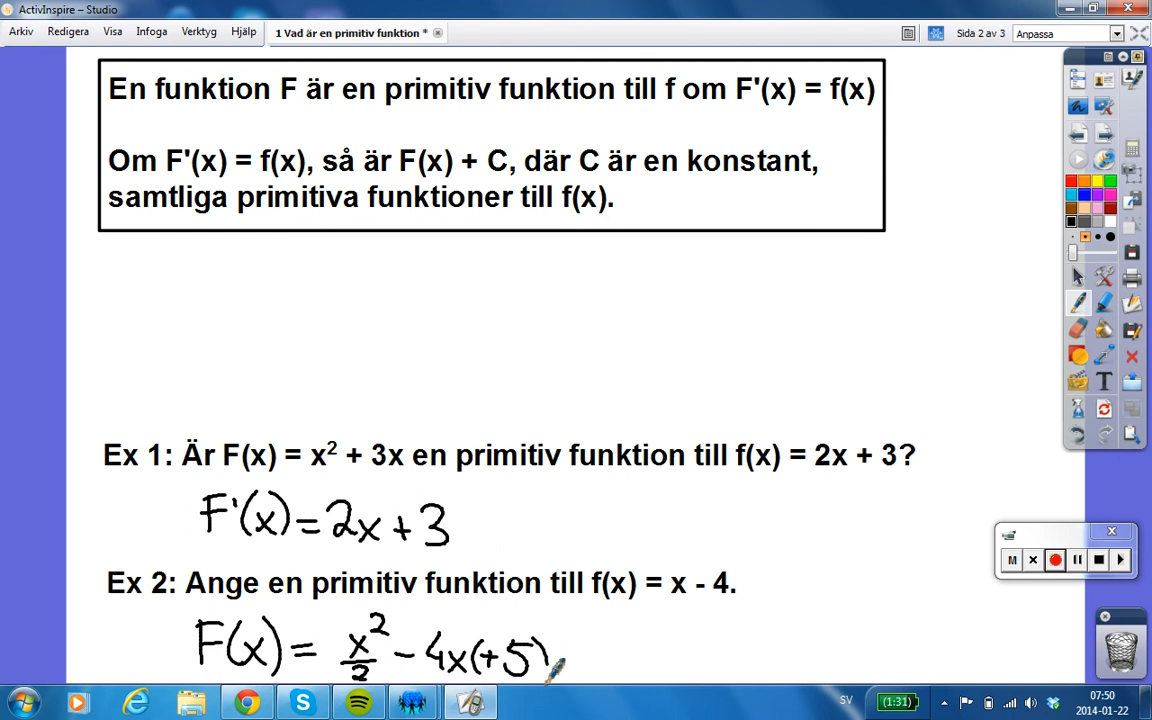 ActivInspire – Studio
Arkiv Redigera Visa Infoga Verktyg Hjälp 1 Vad är en primitiv funktion * Sida 2 av 3 Anpassa
En funktion F är en primitiv funktion till f om F'(x) = f(x)
Om F'(x) = f(x), så är F(x) + C, där C är en konstant,
samtliga primitiva funktioner till f(x).
Ex 1: Är F(x) = x² + 3x en primitiv funktion till f(x) = 2x + 3?
F'(x) = 2x + 3
M
Ex 2: Ange en primitiv funktion till f(x) = x - 4.
F(x) = x²/2 - 4x(+5)
SV (1:31) 07:50
2014-01-22